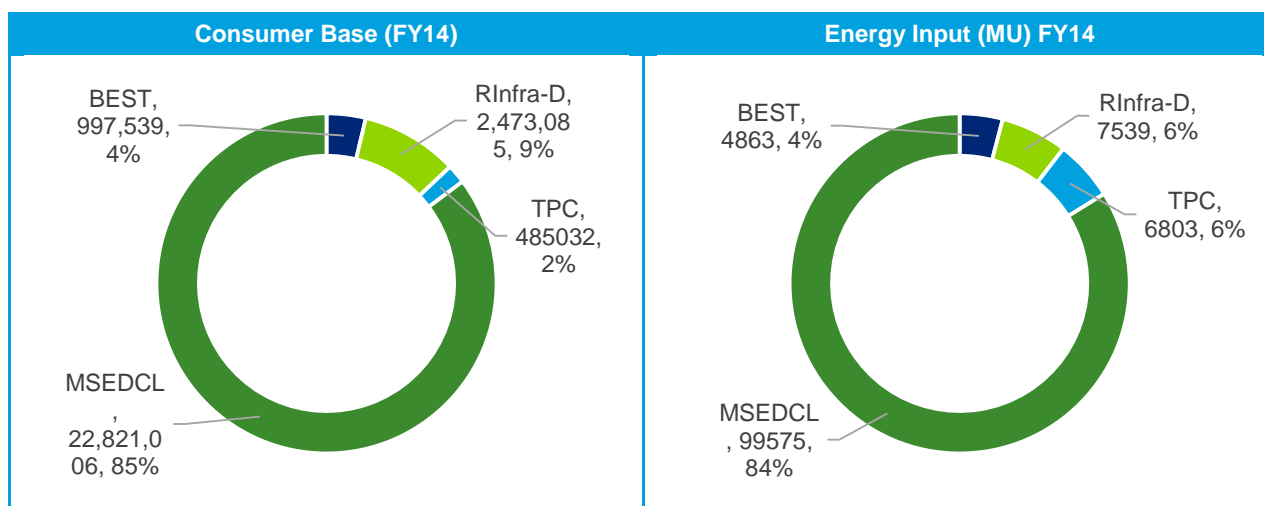 Consumer Base (FY14)
BEST,
997,539,
4%
RInfra-D,
2,473,08
5, 9%
TPC,
485032,
2%
MSEDCL
,
22,821,0
06, 85%
Energy Input (MU) FY14
BEST,
4863, 4%
RInfra-D,
7539, 6%
TPC,
6803, 6%
MSEDCL
, 99575,
84%